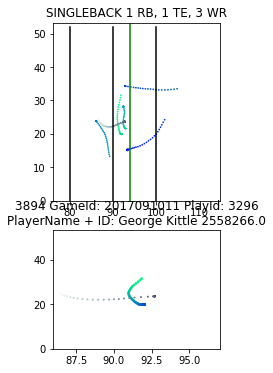 SINGLEBACK 1 RB, 1 TE, 3 WR
50
40
30
20
10
0
80 90 100 110
3894 GameId: 2017091011 PlayId: 3296
PlayerName + ID: George Kittle 2558266.0
40
20
0
87.5 90.0 92.5 95.0